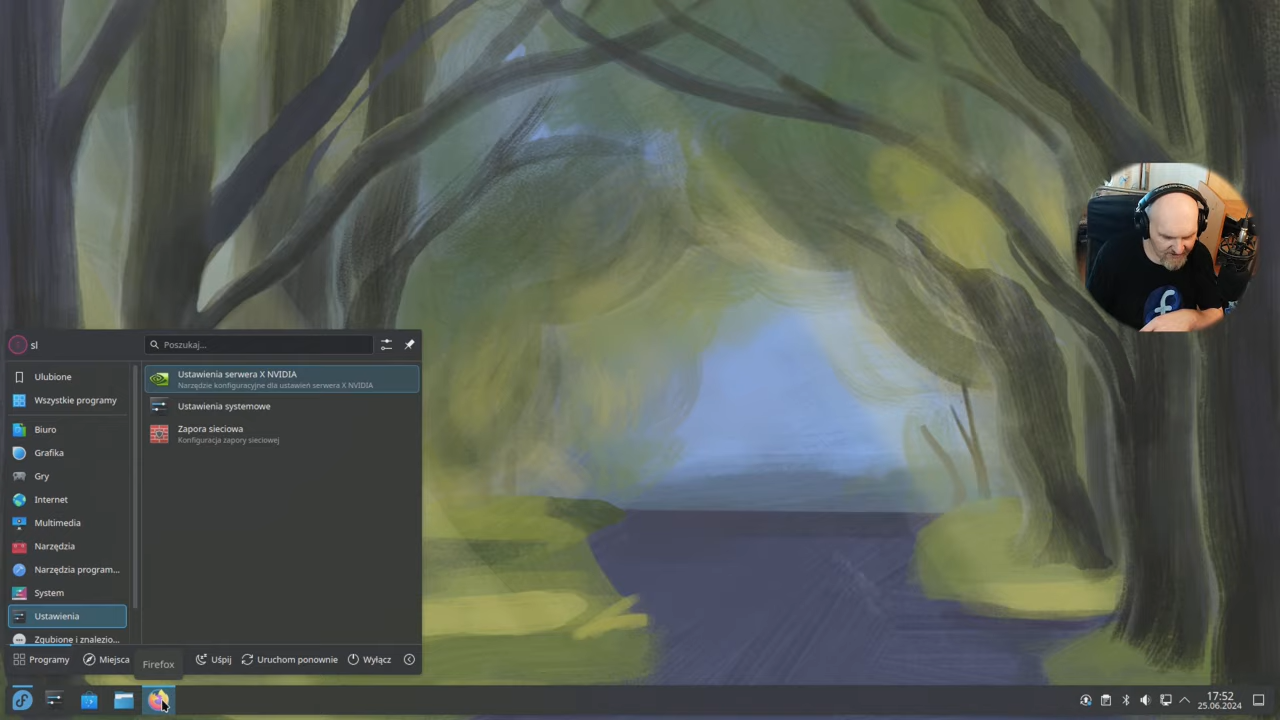 sl
Poszukaj...
Ulubione
Wszystkie programy
Biuro
Grafika
Gry
Internet
Multimedia
Narzędzia
Narzędzia program...
System
Ustawienia
Zgubione i znalezio...
Ustawienia serwera X NVIDIA
Narzędzie konfiguracyjne dla ustawień serwera X NVIDIA
Ustawienia systemowe
Zapora sieciowa
Konfiguracja zapory sieciowej
Programy
Miejsca
Uśpij
Uruchom ponownie
Wyłącz
Firefox
17:52
25.06.2024